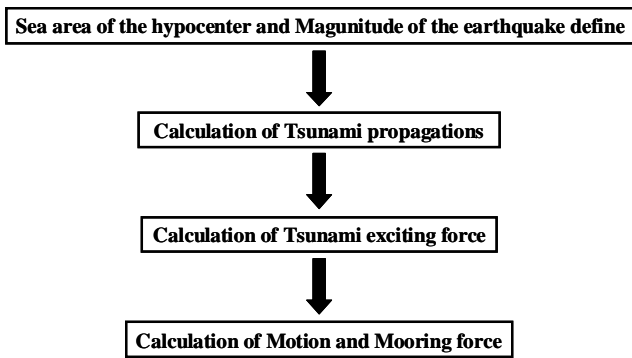 Sea area of the hypocenter and Magunitude of the earthquake define
Calculation of Tsunami propagations
Calculation of Tsunami exciting force
Calculation of Motion and Mooring force